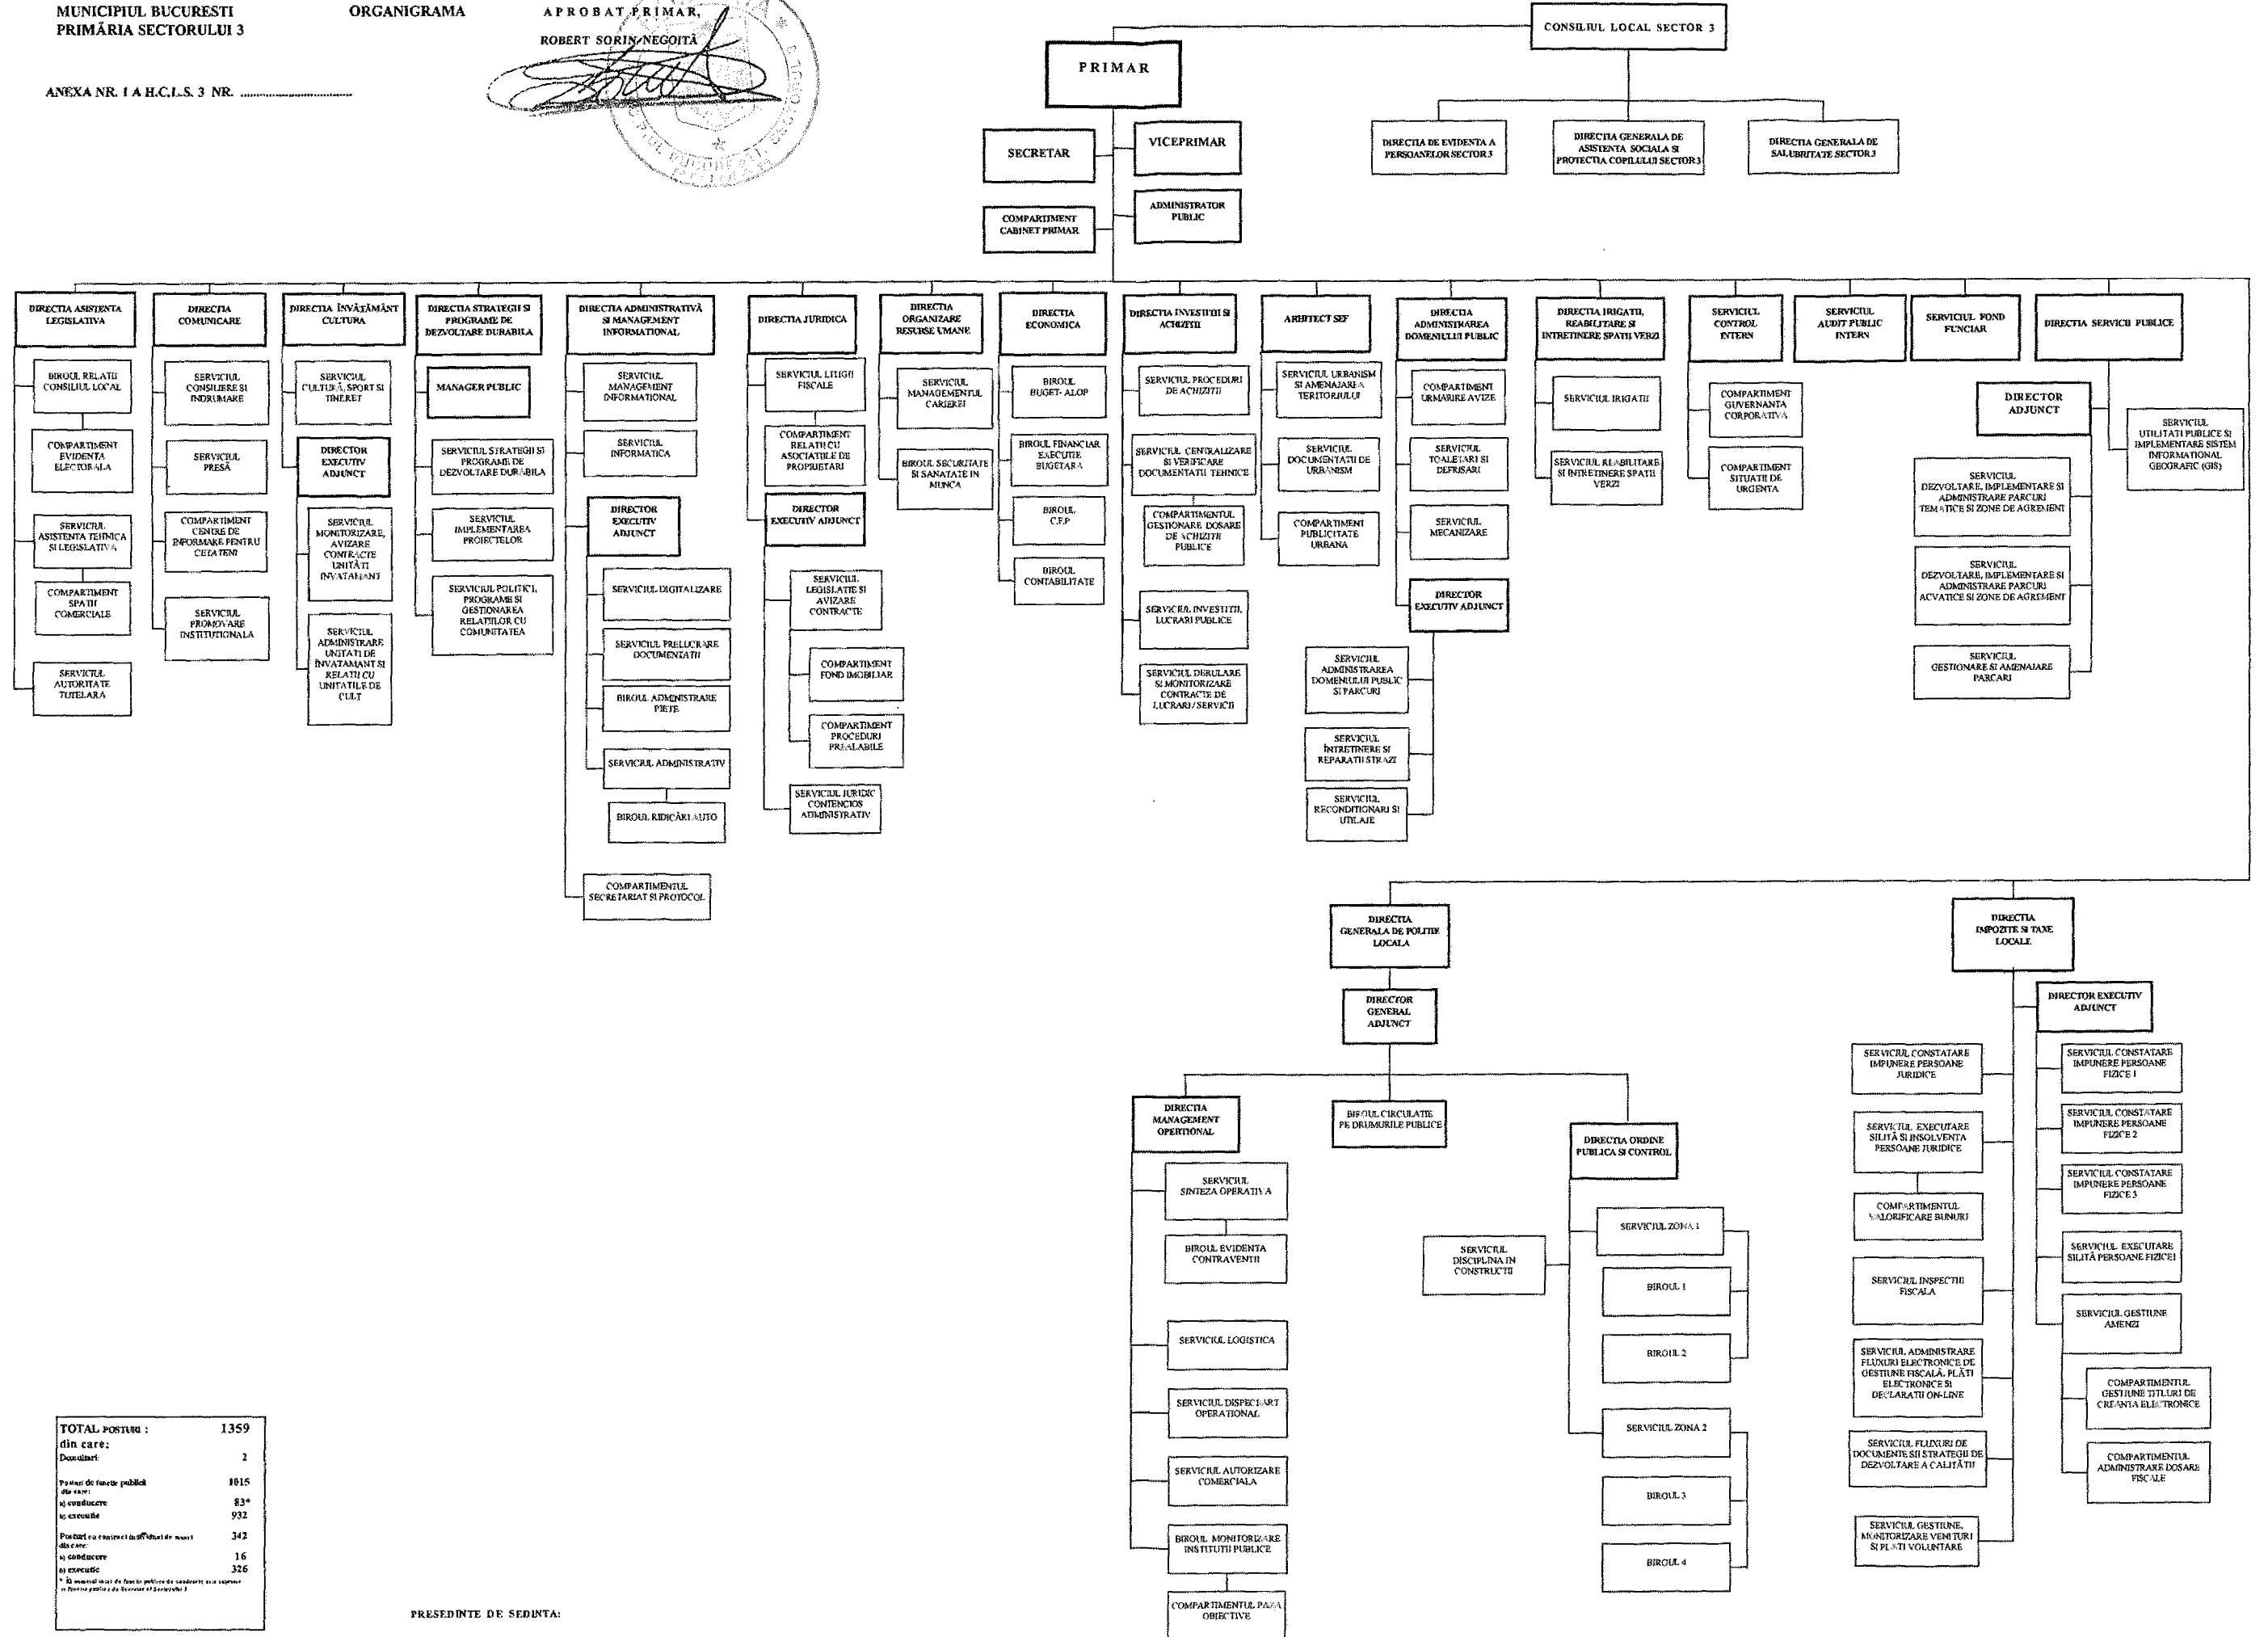 MUNICIPIUL BUCURESTI
PRIMĂRIA SECTORULUI 3
ORGANIGRAMA
APROBAT PRIMAR,
ROBERT SORIN NEGOITĂ
ANEXA NR. 1 A H.C.L.S. 3 NR. ................................
CONSILIUL LOCAL SECTOR 3
PRIMAR
DIRECTIA DE EVIDENTA A
PERSOANELOR SECTOR 3
DIRECTIA GENERALA DE
ASISTENTA SOCIALA SI
PROTECTIA COPILULUI SECTOR 3
DIRECTIA GENERALA DE
SALUBRITATE SECTOR 3
SECRETAR
VICEPRIMAR
COMPARTIMENT
CABINET PRIMAR
ADMINISTRATOR
PUBLIC
DIRECTIA ASISTENTA
LEGISLATIVA
BIROUL RELATII
CONSILIUL LOCAL
COMPARTIMENT
EVIDENTA
ELECTORALA
SERVICIUL
ASISTENTA TEHNICA
SI LEGISLATIVA
COMPARTIMENT
SPATII
COMERCIALE
SERVICIUL
AUTORITATE
TUTELARA
DIRECTIA
COMUNICARE
SERVICIUL
CONSILIERE SI
INDRUMARE
SERVICIUL
PRESĂ
COMPARTIMENT
CENTRE DE
INFORMARE PENTRU
CETATENI
SERVICIUL
PROMOVARE
INSTITUTIONALA
DIRECTIA ÎNVĂTĂMÂNT
CULTURA
SERVICIUL
CULTURĂ, SPORT SI
TINERET
DIRECTOR
EXECUTIV
ADJUNCT
SERVICIUL
MONITORIZARE,
AVIZARE
CONTRACTE
UNITĂTI
INVATAMANT
SERVICIUL
ADMINISTRARE
UNITATI DE
ÎNVATAMANT SI
RELATII CU
UNITATILE DE
CULT
DIRECTIA STRATEGII SI
PROGRAME DE
DEZVOLTARE DURABILA
MANAGER PUBLIC
SERVICIUL STRATEGII SI
PROGRAME DE
DEZVOLTARE DURABILA
SERVICIUL
IMPLEMENTAREA
PROIECTELOR
SERVICIUL POLITICI,
PROGRAME SI
GESTIONAREA
RELATIILOR CU
COMUNITATEA
DIRECTIA ADMINISTRATIVĂ
SI MANAGEMENT
INFORMATIONAL
SERVICIUL
MANAGEMENT
INFORMATIONAL
SERVICIUL
INFORMATICA
DIRECTOR
EXECUTIV
ADJUNCT
SERVICIUL DIGITALIZARE
SERVICIUL PRELUCRARE
DOCUMENTATII
BIROUL ADMINISTRARE
PIETE
SERVICIUL ADMINISTRATIV
BIROUL RIDICĂRI AUTO
COMPARTIMENTUL
SECRETARIAT SI PROTOCOL
DIRECTIA JURIDICA
SERVICIUL LITIGII
FISCALE
COMPARTIMENT
RELATII CU
ASOCIATIILE DE
PROPRIETARI
DIRECTOR
EXECUTIV ADJUNCT
SERVICIUL
LEGISLATIE SI
AVIZARE
CONTRACTE
COMPARTIMENT
FOND IMOBILIAR
COMPARTIMENT
PROCEDURI
PREALABILE
SERVICIUL JURIDIC
CONTENCIOS
ADMINISTRATIV
DIRECTIA
ORGANIZARE
RESURSE UMANE
SERVICIUL
MANAGEMENTUL
CARIEREI
BIROUL SECURITATE
SI SANATATE IN
MUNCA
DIRECTIA
ECONOMICA
BIROUL
BUGET- ALOP
BIROUL FINANCIAR
EXECUTIE
BUGETARA
BIROUL
C.F.P
BIROUL
CONTABILITATE
DIRECTIA INVESTITII SI
ACHIZITII
SERVICIUL PROCEDURI
DE ACHIZITII
SERVICIUL CENTRALIZARE
SI VERIFICARE
DOCUMENTATII TEHNICE
COMPARTIMENTUL
GESTIONARE DOSARE
DE ACHIZITII
PUBLICE
SERVICIUL INVESTITII,
LUCRARI PUBLICE
SERVICIUL DERULARE
SI MONITORIZARE
CONTRACTE DE
LUCRARI / SERVICII
ARHITECT SEF
SERVICIUL URBANISM
SI AMENAJAREA
TERITORIULUI
SERVICIUL
DOCUMENTATII DE
URBANISM
COMPARTIMENT
PUBLICITATE
URBANA
DIRECTIA
ADMINISTRAREA
DOMENIULUI PUBLIC
COMPARTIMENT
URMARIRE AVIZE
SERVICIUL
TOALETARI SI
DEFRISARI
SERVICIUL
MECANIZARE
DIRECTOR
EXECUTIV ADJUNCT
SERVICIUL
ADMINISTRAREA
DOMENIULUI PUBLIC
SI PARCURI
SERVICIUL
ÎNTRETINERE SI
REPARATII STRAZI
SERVICIUL
RECONDITIONARI SI
UTILAJE
DIRECTIA IRIGATII,
REABILITARE SI
INTRETINERE SPATII VERZI
SERVICIUL IRIGATII
SERVICIUL REABILITARE
SI INTRETINERE SPATII
VERZI
SERVICIUL
CONTROL
INTERN
COMPARTIMENT
GUVERNANTA
CORPORATIVA
COMPARTIMENT
SITUATII DE
URGENTA
SERVICIUL
AUDIT PUBLIC
INTERN
SERVICIUL FOND
FUNCIAR
DIRECTIA SERVICII PUBLICE
DIRECTOR
ADJUNCT
SERVICIUL
UTILITATI PUBLICE SI
IMPLEMENTARE SISTEM
INFORMATIONAL
GEOGRAFIC (GIS)
SERVICIUL
DEZVOLTARE, IMPLEMENTARE SI
ADMINISTRARE PARCURI
TEMATICE SI ZONE DE AGREMENT
SERVICIUL
DEZVOLTARE, IMPLEMENTARE SI
ADMINISTRARE PARCURI
ACVATICE SI ZONE DE AGREMENT
SERVICIUL
GESTIONARE SI AMENAJARE
PARCARI
DIRECTIA
GENERALA DE POLITIE
LOCALA
DIRECTOR
GENERAL
ADJUNCT
DIRECTIA
MANAGEMENT
OPERTIONAL
SERVICIUL
SINTEZA OPERATIVA
BIROUL EVIDENTA
CONTRAVENTII
SERVICIUL LOGISTICA
SERVICIUL DISPECERART
OPERATIONAL
SERVICIUL AUTORIZARE
COMERCIALA
BIROUL MONITORIZARE
INSTITUTII PUBLICE
COMPARTIMENTUL PAZA
OBIECTIVE
BIROUL CIRCULATIE
PE DRUMURILE PUBLICE
DIRECTIA ORDINE
PUBLICA SI CONTROL
SERVICIUL
DISCIPLINA IN
CONSTRUCTII
SERVICIUL ZONA 1
BIROUL 1
BIROUL 2
SERVICIUL ZONA 2
BIROUL 3
BIROUL 4
DIRECTIA
IMPOZITE SI TAXE
LOCALE
DIRECTOR EXECUTIV
ADJUNCT
SERVICIUL CONSTATARE
IMPUNERE PERSOANE
JURIDICE
SERVICIUL EXECUTARE
SILITĂ SI INSOLVENTA
PERSOANE JURIDICE
COMPARTIMENTUL
VALORIFICARE BUNURI
SERVICIUL INSPECTIE
FISCALA
SERVICIUL ADMINISTRARE
FLUXURI ELECTRONICE DE
GESTIUNE FISCALĂ, PLĂTI
ELECTRONICE SI
DECLARATII ON-LINE
SERVICIUL FLUXURI DE
DOCUMENTE SII STRATEGII DE
DEZVOLTARE A CALITĂTII
SERVICIUL GESTIUNE,
MONITORIZARE VENITURI
SI PLATI VOLUNTARE
SERVICIUL CONSTATARE
IMPUNERE PERSOANE
FIZICE 1
SERVICIUL CONSTATARE
IMPUNERE PERSOANE
FIZICE 2
SERVICIUL CONSTATARE
IMPUNERE PERSOANE
FIZICE 3
SERVICIUL EXECUTARE
SILITĂ PERSOANE FIZICE1
SERVICIUL GESTIUNE
AMENZI
COMPARTIMENTUL
GESTIUNE TITLURI DE
CREANTA ELECTRONICE
COMPARTIMENTUL
ADMINISTRARE DOSARE
FISCALE
TOTAL POSTURI : 1359
din care:
Demnitari: 2
Posturi de functie publică 1015
din care:
a) conducere 83*
b) executie 932
Posturi cu contract individual de munca 342
din care:
a) conducere 16
b) executie 326
PRESEDINTE DE SEDINTA: